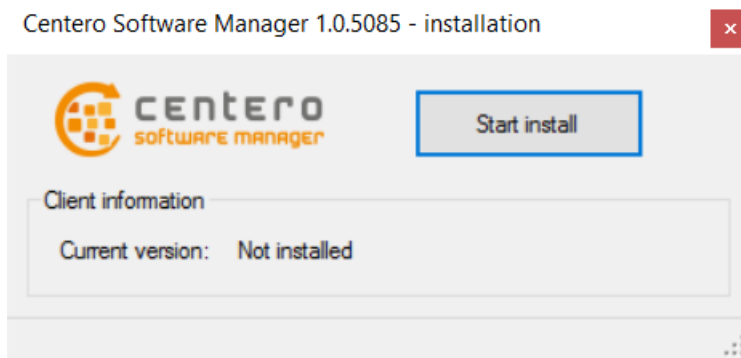 Centero Software Manager 1.0.5085 - installation
centero
software manager
Start install
Client information
Current version: Not installed